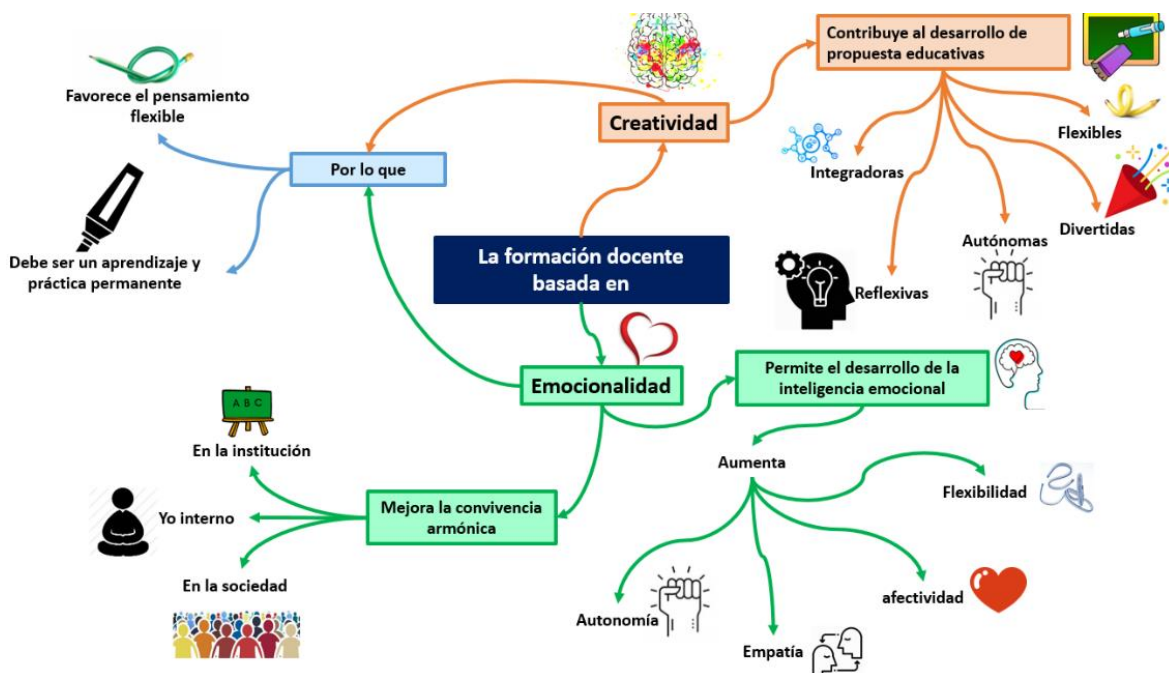 Contribuye al desarrollo de
propuesta educativas
Favorece el pensamiento
flexible
Creatividad
Flexibles
Integradoras
Por lo que
Divertidas
Autónomas
La formación docente
basada en
Debe ser un aprendizaje y
práctica permanente
Reflexivas
Emocionalidad
Permite el desarrollo de la
inteligencia emocional
A B C
En la institución
Aumenta
Flexibilidad
Yo interno
Mejora la convivencia
armónica
En la sociedad
afectividad
Autonomía
Empatía